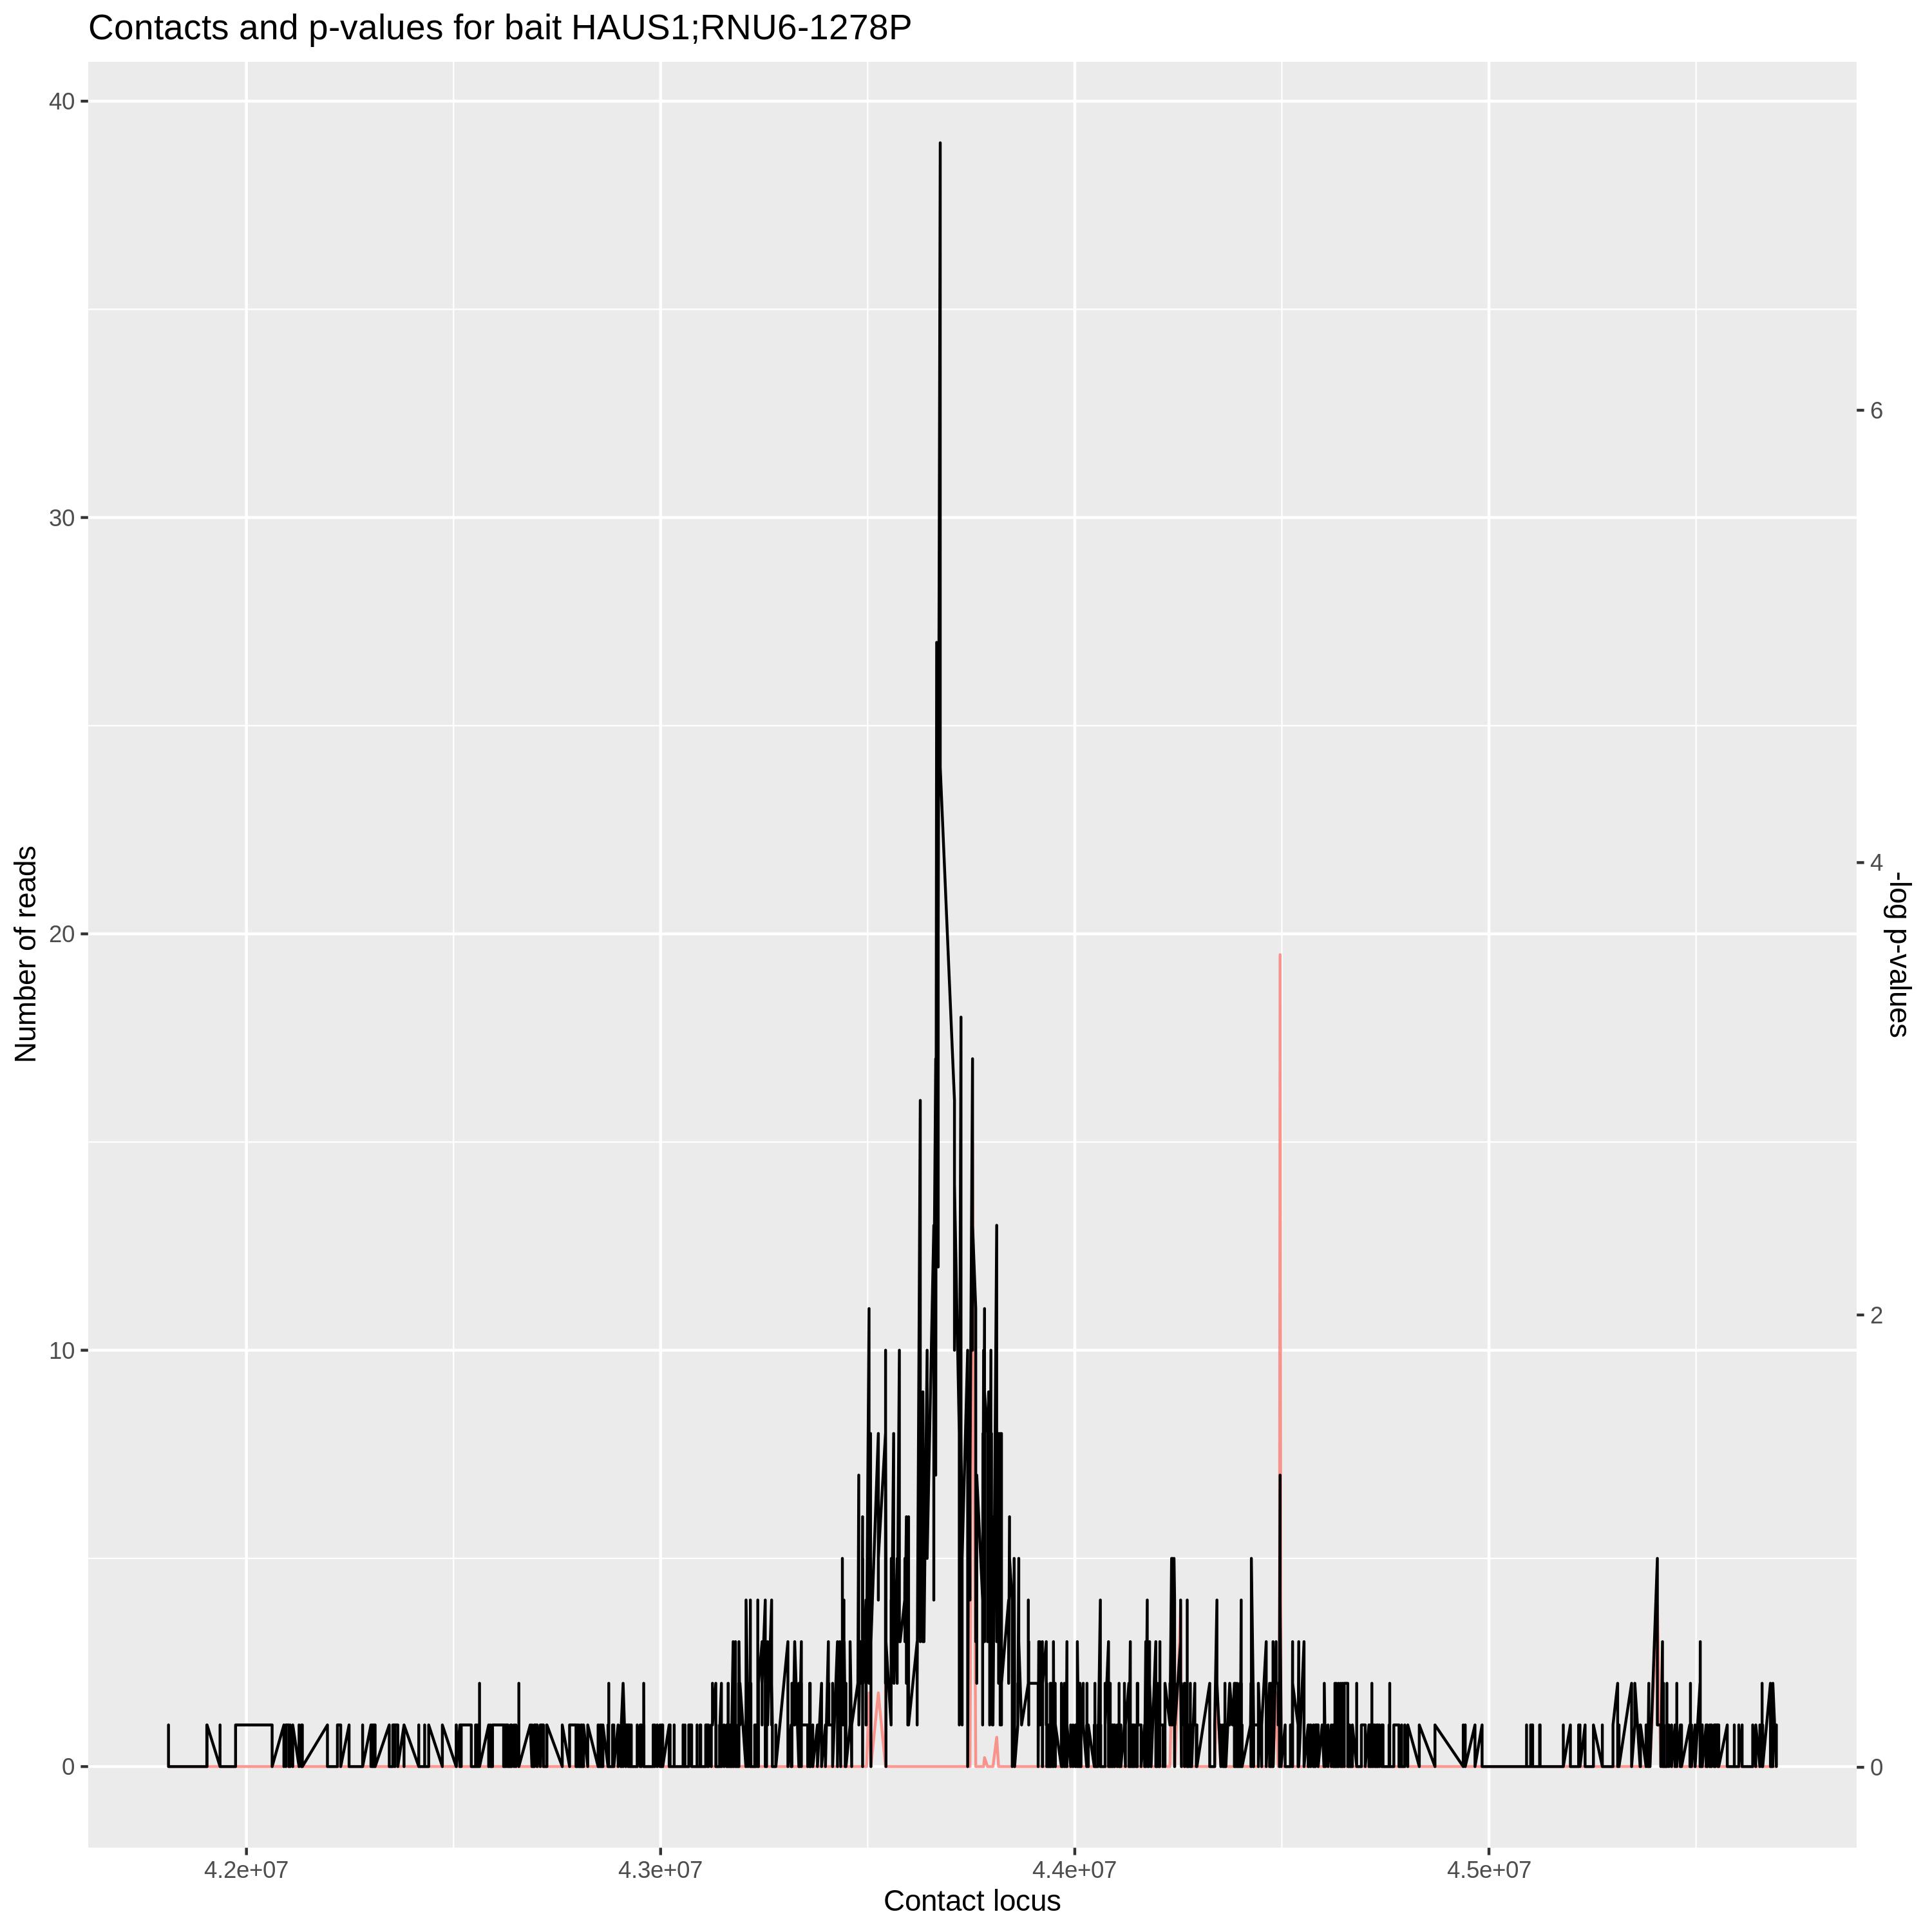 Contacts and p-values for bait HAUS1;RNU6-1278P
40
30
20
10
0
Number of reads
6
4
2
0
-log p-values
4.2e+07 4.3e+07 4.4e+07 4.5e+07
Contact locus